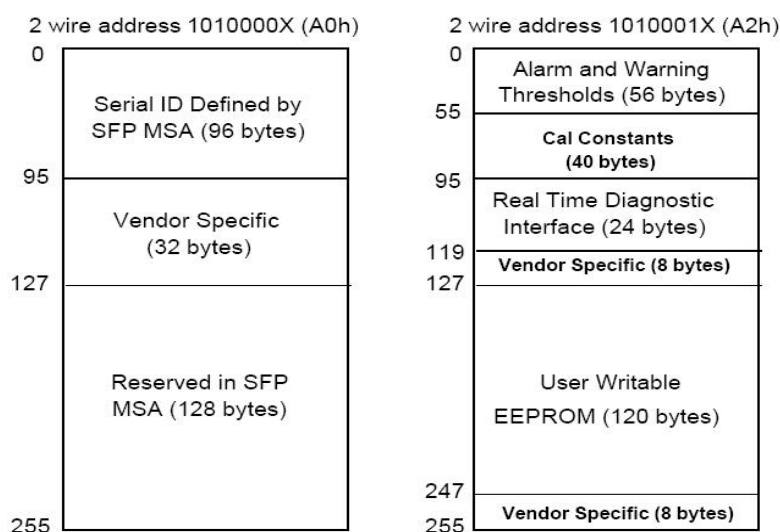 2 wire address 1010000X (A0h)
0
Serial ID Defined by
SFP MSA (96 bytes)
95
Vendor Specific
(32 bytes)
127
Reserved in SFP
MSA (128 bytes)
255
2 wire address 1010001X (A2h)
0
Alarm and Warning
Thresholds (56 bytes)
55
Cal Constants
(40 bytes)
95
Real Time Diagnostic
Interface (24 bytes)
119
Vendor Specific (8 bytes)
127
User Writable
EEPROM (120 bytes)
247
Vendor Specific (8 bytes)
255